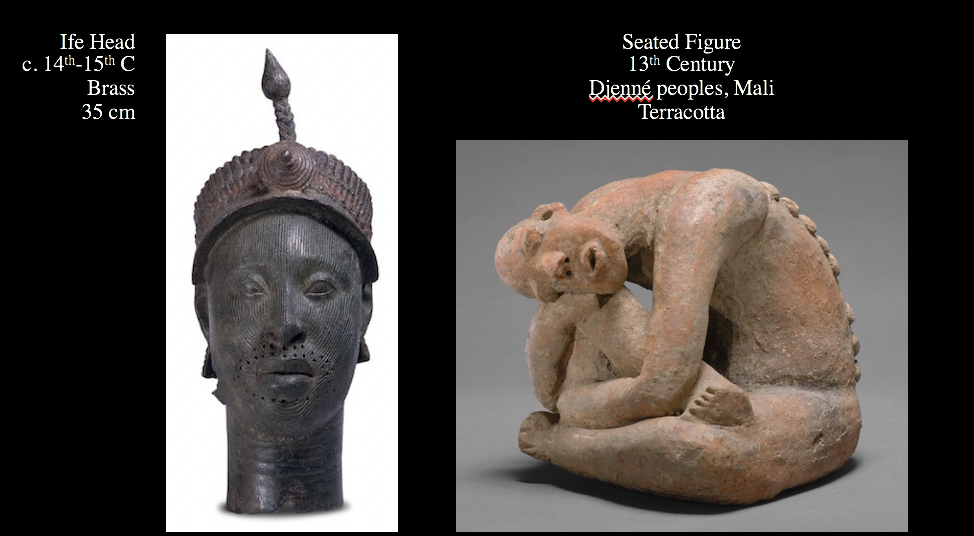 Ife Head
c. 14th-15th C
Brass
35 cm
Seated Figure
13th Century
Djenné peoples, Mali
Terracotta